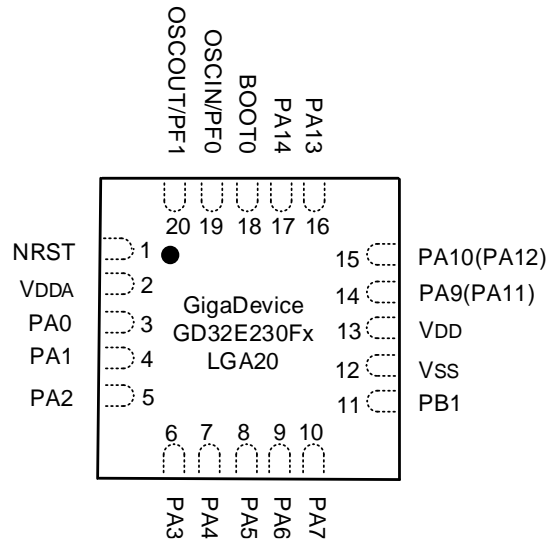 OSCOUT/PF1
OSCIN/PF0
BOOT0
PA14
PA13
20 19 18 17 16
NRST 1
VDDA 2
PA0 3
PA1 4
PA2 5
GigaDevice
GD32E230Fx
LGA20
15 PA10(PA12)
14 PA9(PA11)
13 VDD
12 VSS
11 PB1
6 7 8 9 10
PA3
PA4
PA5
PA6
PA7